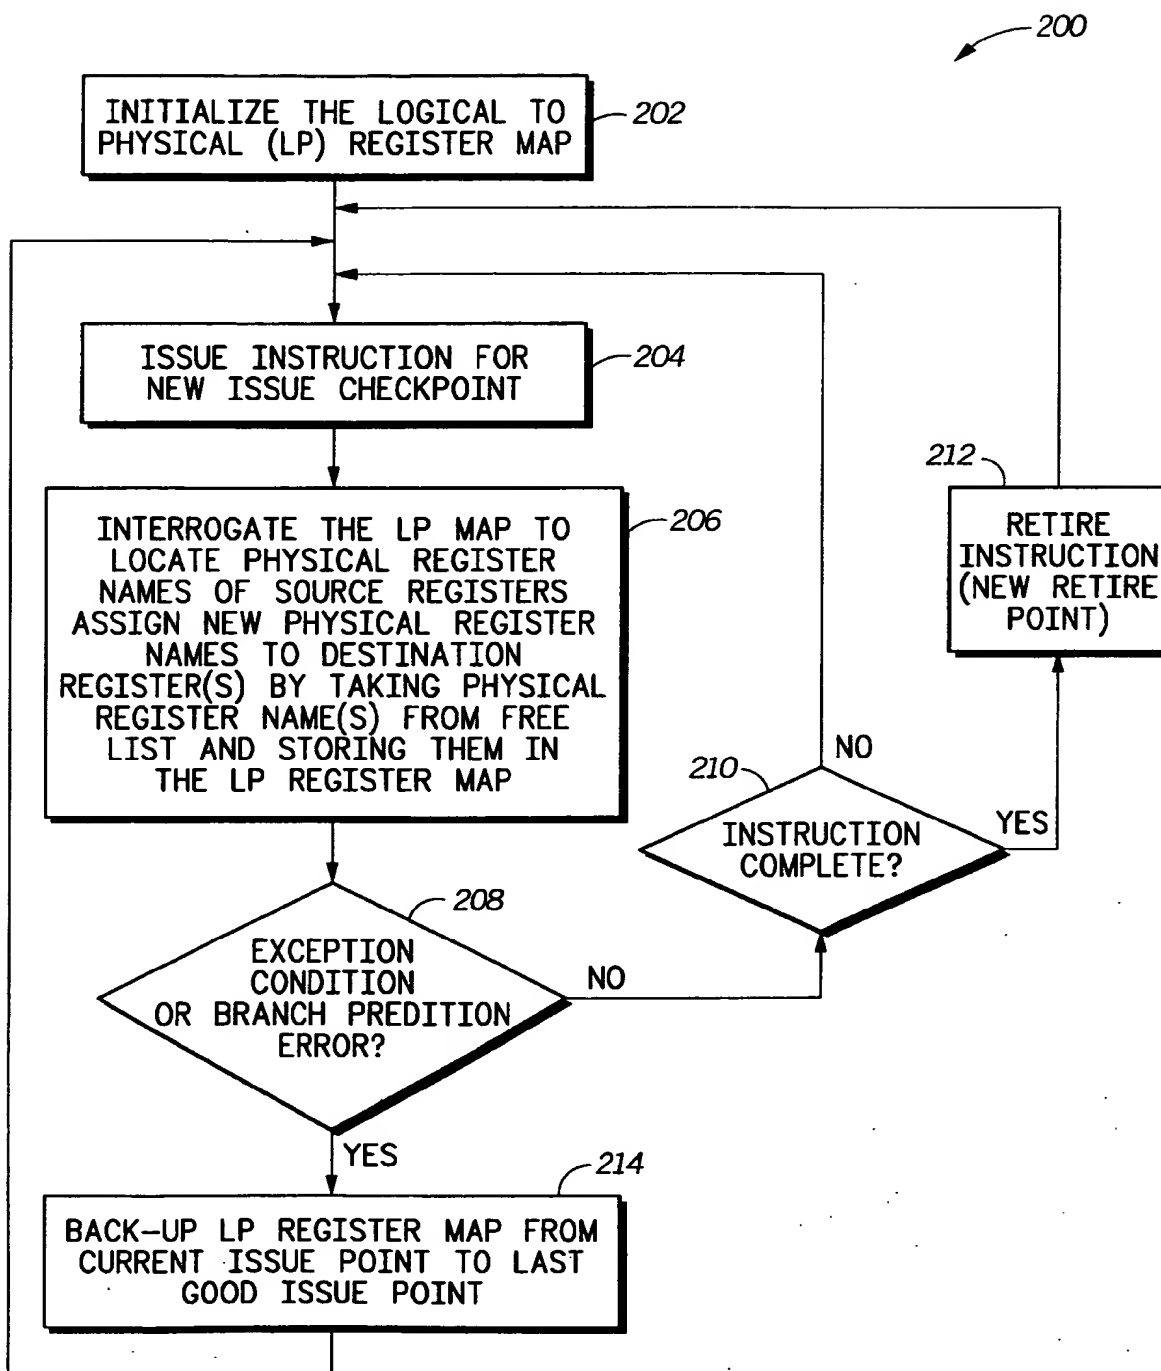 200
INITIALIZE THE LOGICAL TO
PHYSICAL (LP) REGISTER MAP
202
ISSUE INSTRUCTION FOR
NEW ISSUE CHECKPOINT
204
INTERROGATE THE LP MAP TO
LOCATE PHYSICAL REGISTER
NAMES OF SOURCE REGISTERS
ASSIGN NEW PHYSICAL REGISTER
NAMES TO DESTINATION
REGISTER(S) BY TAKING PHYSICAL
REGISTER NAME(S) FROM FREE
LIST AND STORING THEM IN
THE LP REGISTER MAP
206
212
RETIRE
INSTRUCTION
(NEW RETIRE
POINT)
NO
210
YES
INSTRUCTION
COMPLETE?
208
EXCEPTION
CONDITION
OR BRANCH PREDITION
ERROR?
NO
YES
214
BACK-UP LP REGISTER MAP FROM
CURRENT ISSUE POINT TO LAST
GOOD ISSUE POINT